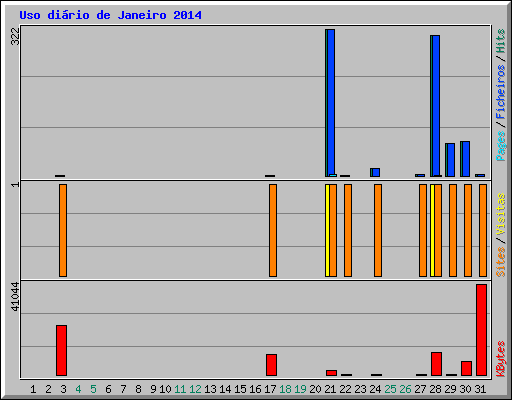 Uso diário de Janeiro 2014
322
Pages / Ficheiros / Hits
1
Sites / Visitas
41044
KBytes
1 2 3 4 5 6 7 8 9 10 11 12 13 14 15 16 17 18 19 20 21 22 23 24 25 26 27 28 29 30 31